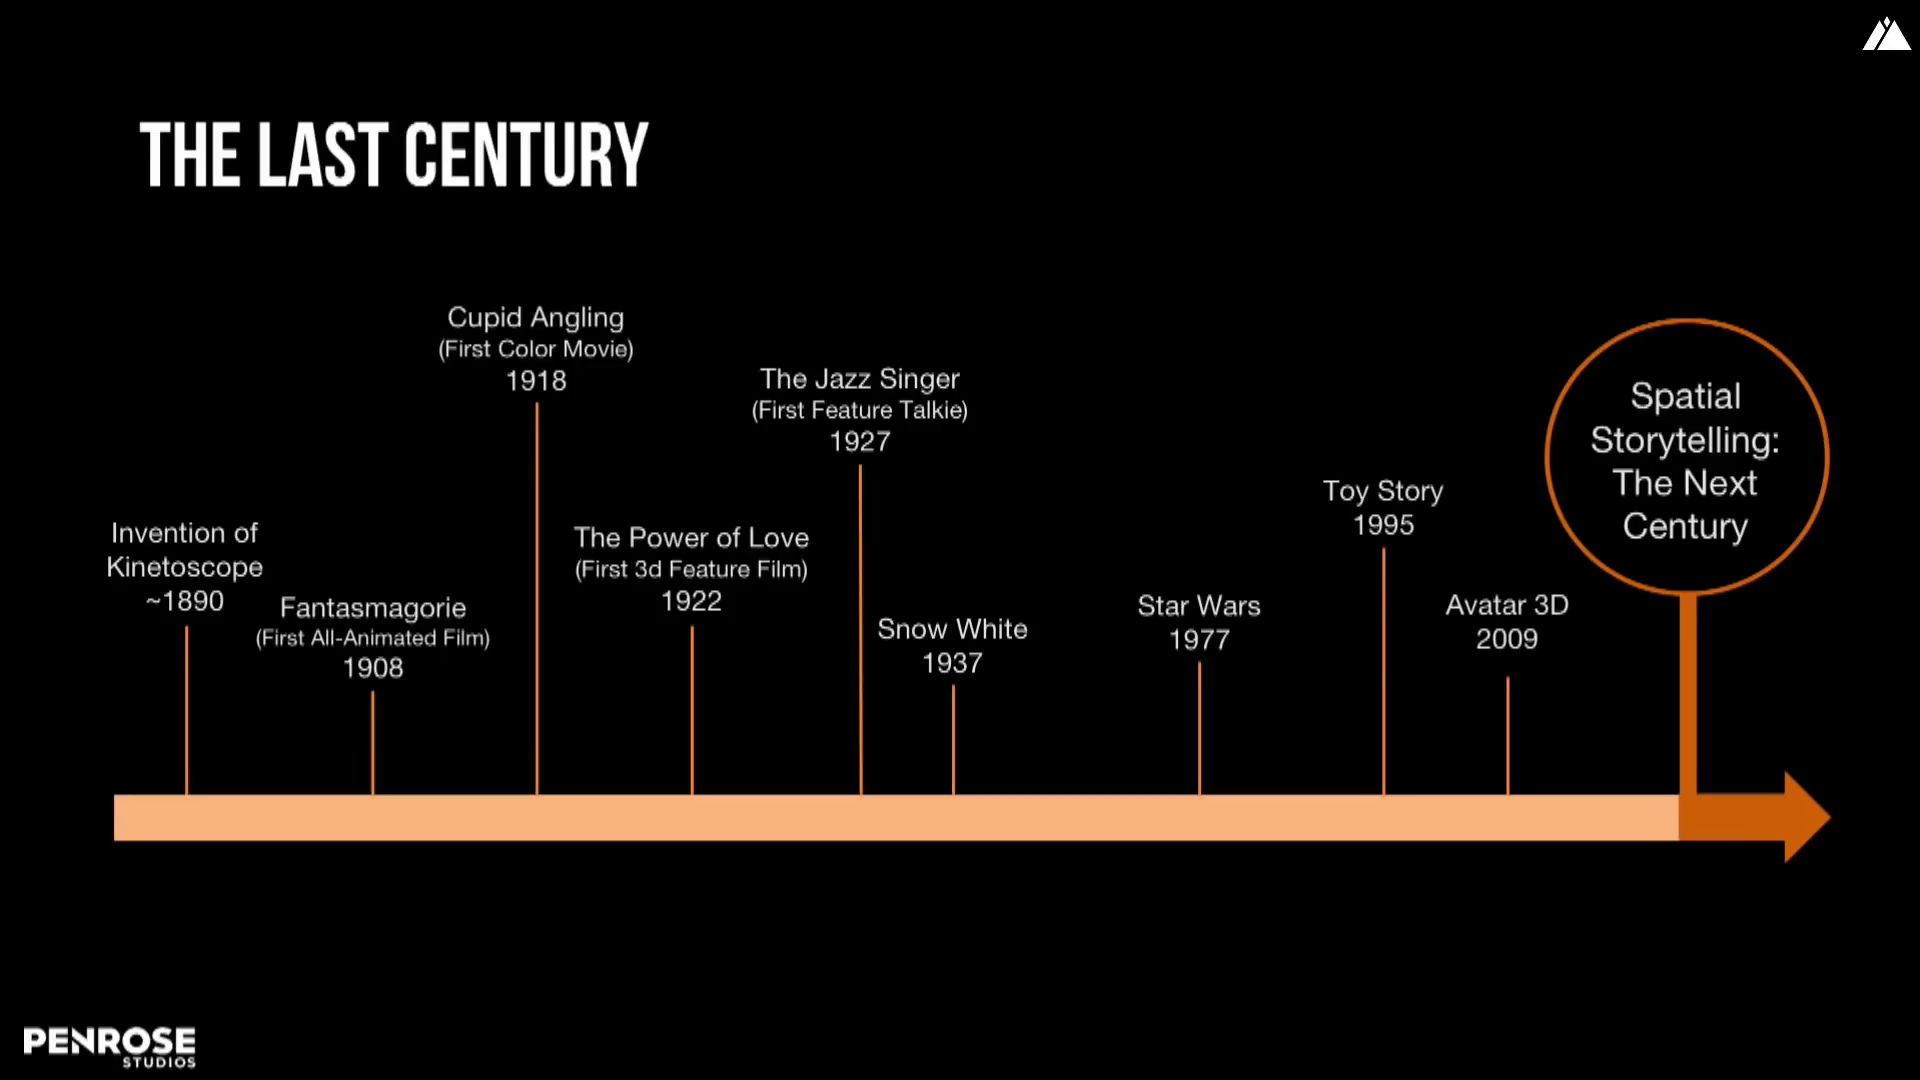 THE LAST CENTURY
Invention of
Kinetoscope
~1890
Fantasmagorie
(First All-Animated Film)
1908
Cupid Angling
(First Color Movie)
1918
The Power of Love
(First 3d Feature Film)
1922
The Jazz Singer
(First Feature Talkie)
1927
Snow White
1937
Star Wars
1977
Toy Story
1995
Avatar 3D
2009
Spatial
Storytelling:
The Next
Century
PENROSE
STUDIOS